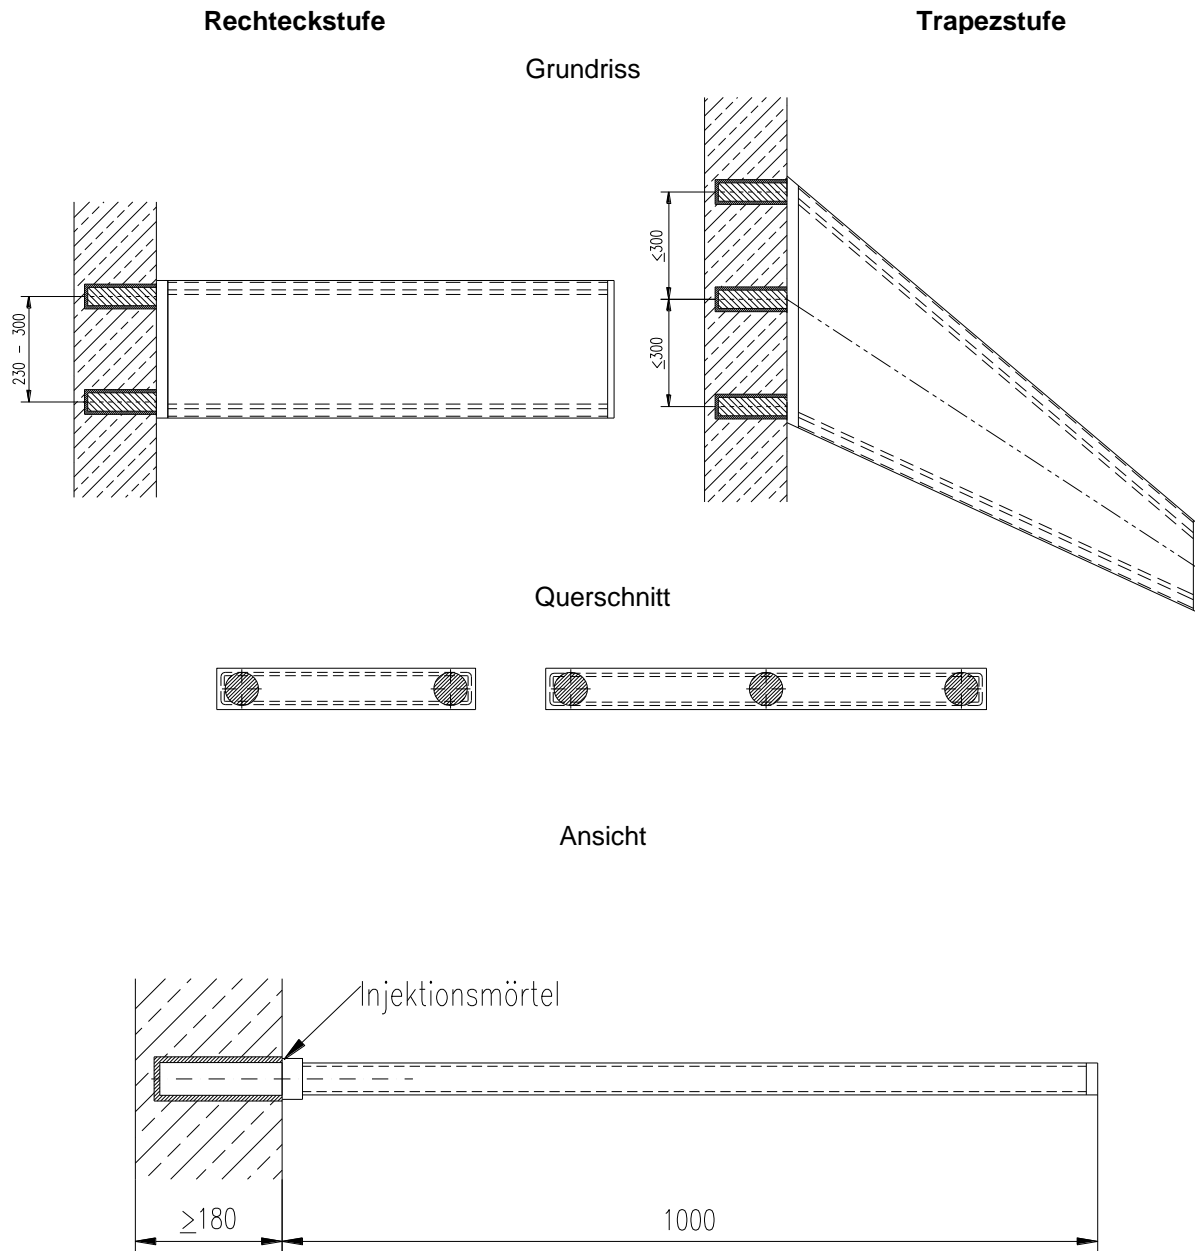 Rechteckstufe
Trapezstufe
Grundriss
230 - 300
≤300
≤300
Querschnitt
Ansicht
Injektionsmörtel
≥180
1000